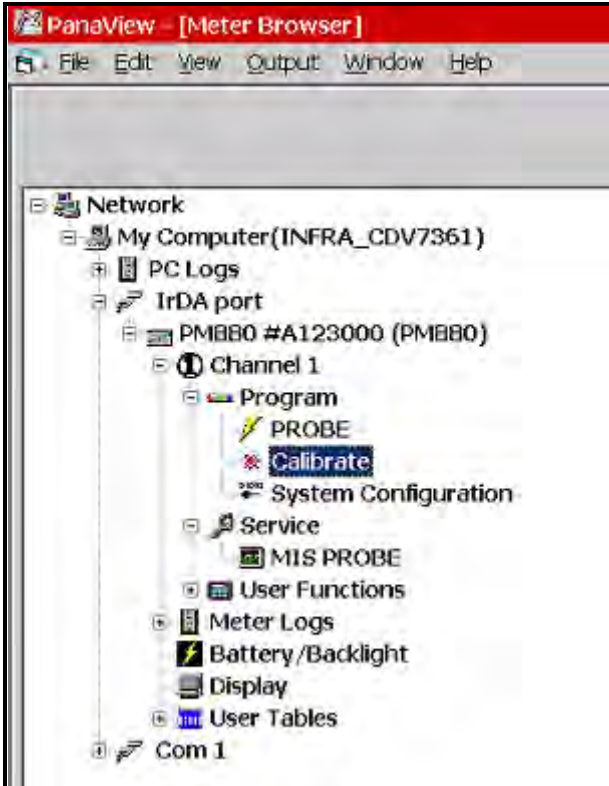 PanaView - [Meter Browser]
File Edit View Output Window Help
Network
My Computer(INFRA_CDV7361)
PC Logs
IrDA port
PM880 #A123000 (PM880)
Channel 1
Program
PROBE
Calibrate
System Configuration
Service
MIS PROBE
User Functions
Meter Logs
Battery/Backlight
Display
User Tables
Com 1